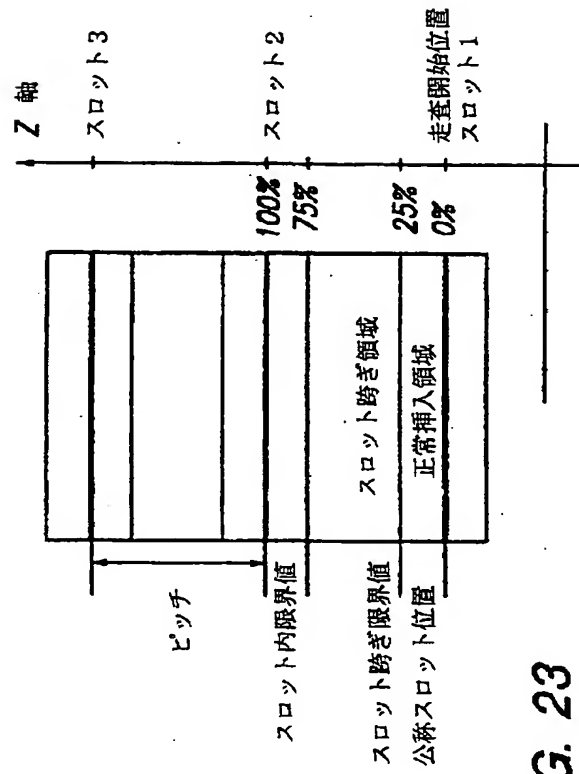 Z 軸
スロット3
ピッチ
100%
スロット2
スロット内限界値
75%
スロット跨ぎ領域
スロット跨ぎ限界値
25%
正常挿入領域
公称スロット位置
0%
走査開始位置
スロット1
G. 23